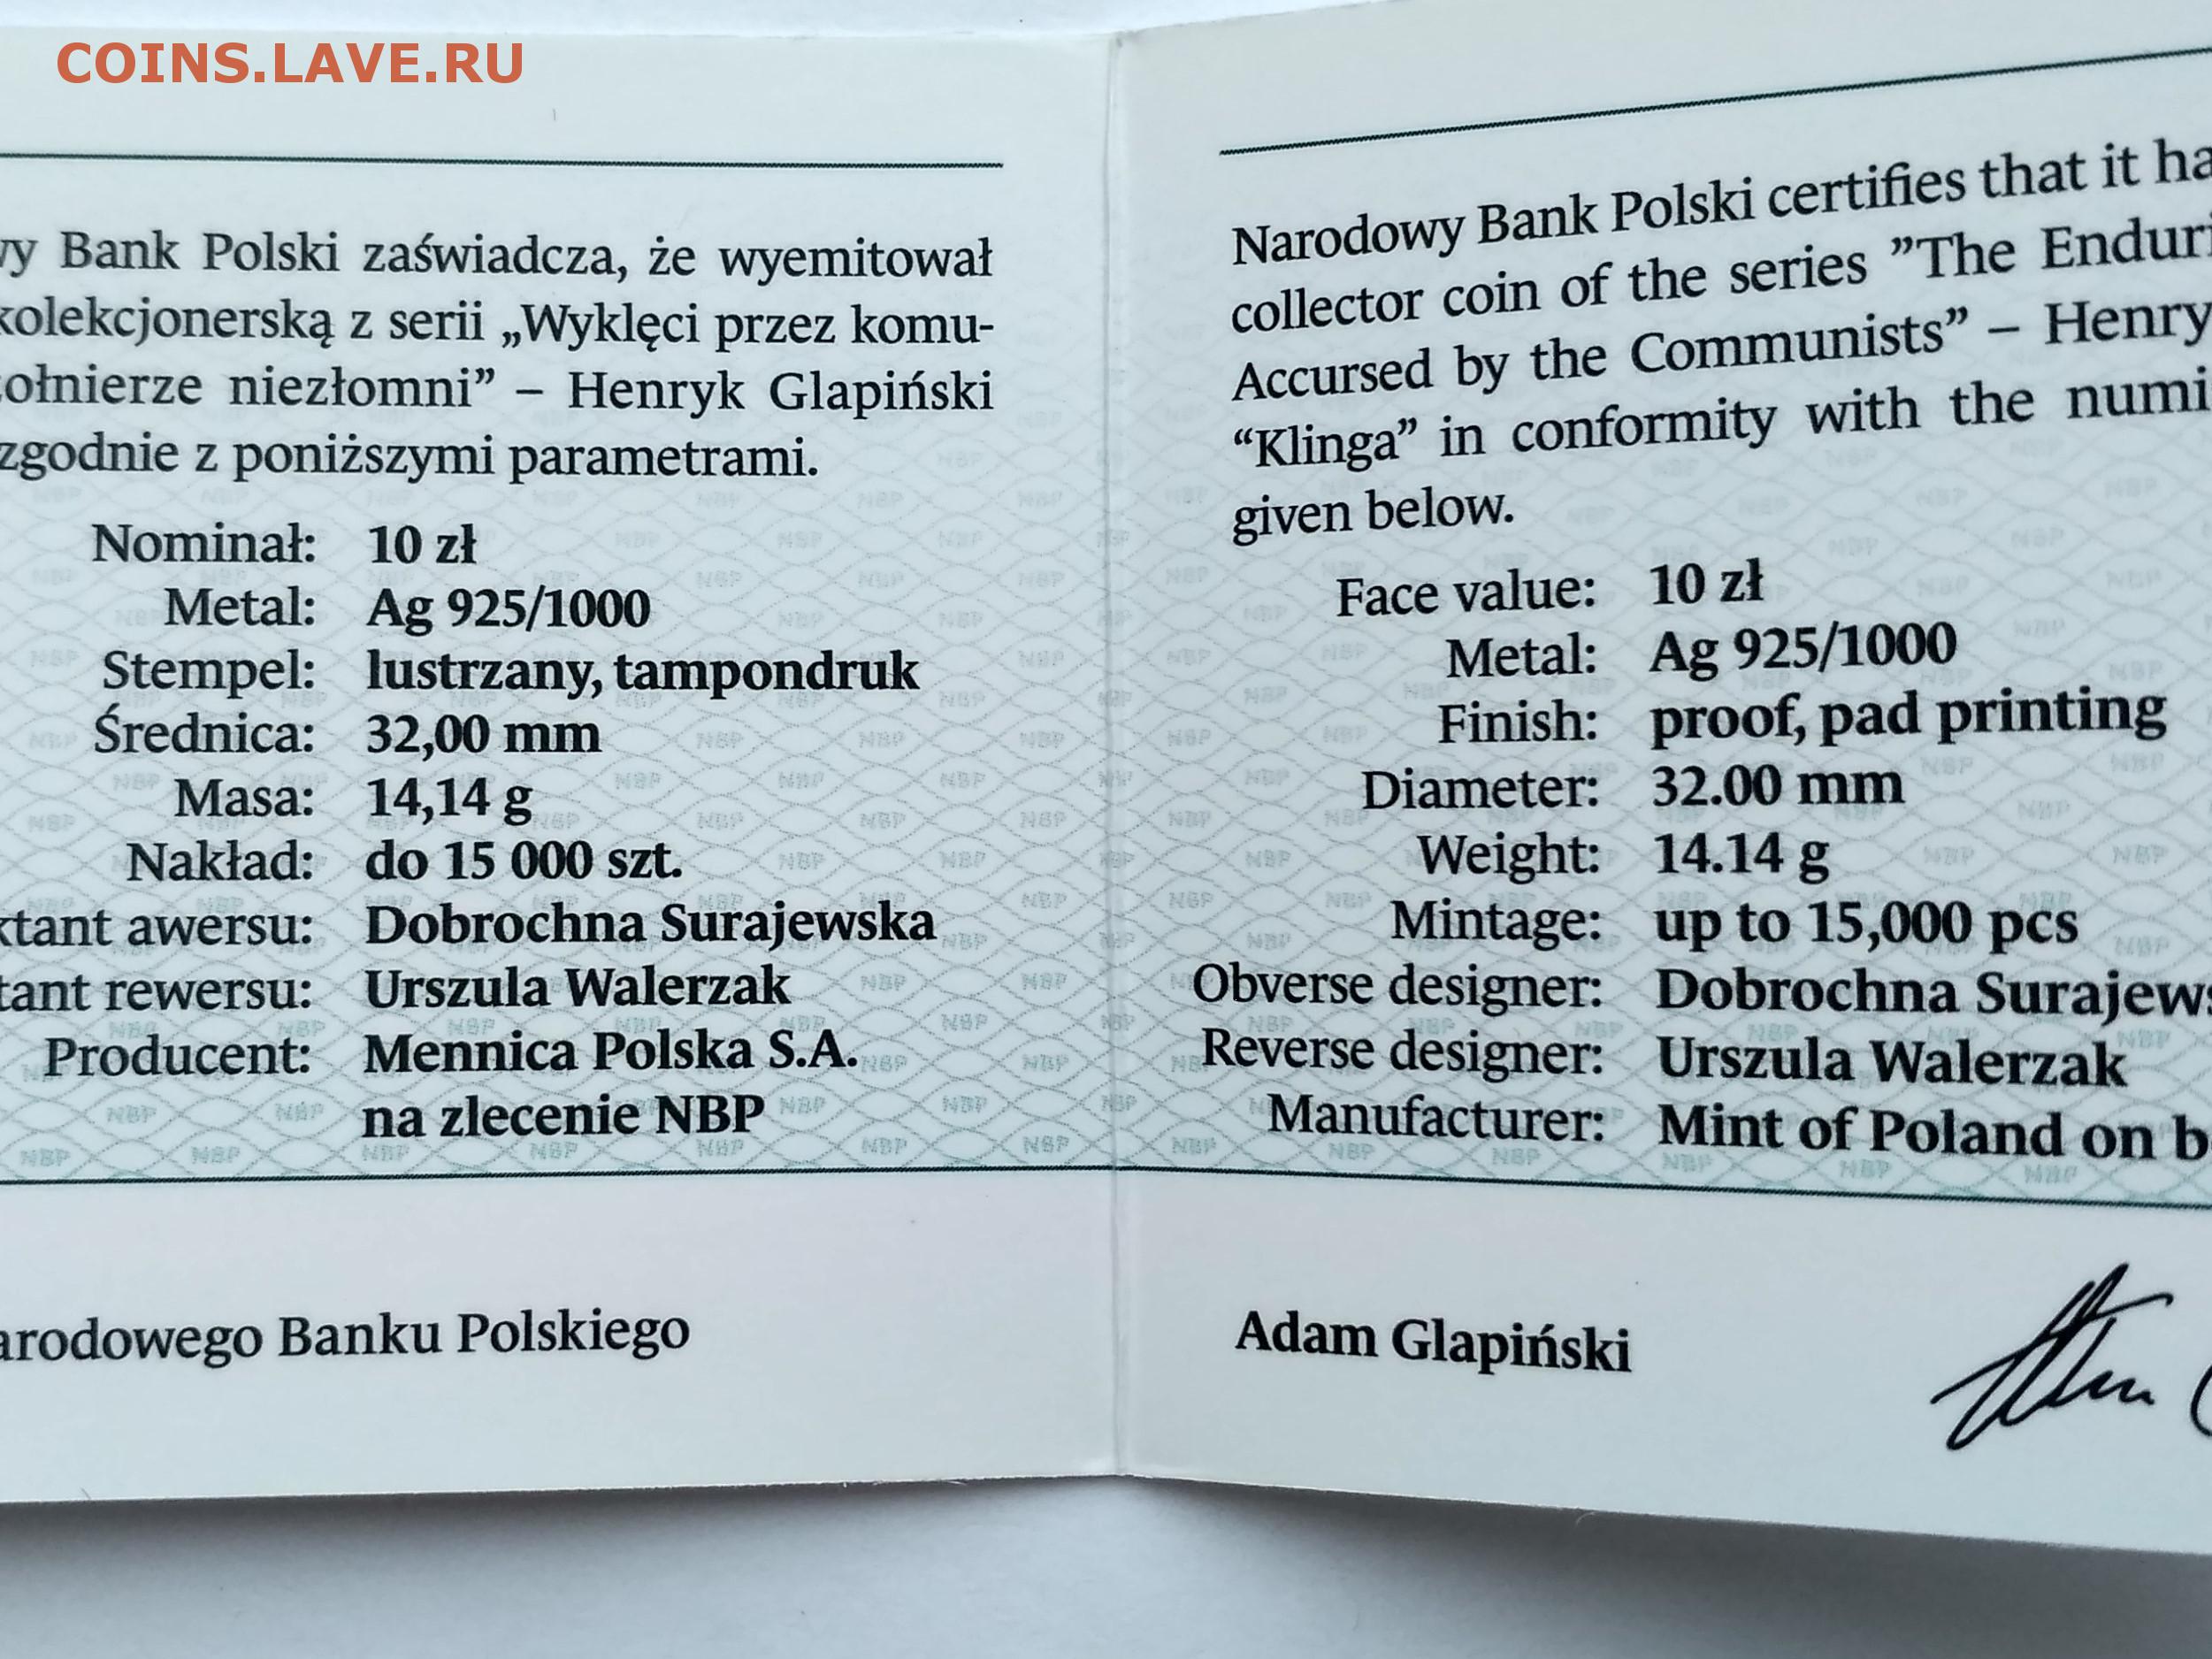 COINS.LAVE.RU
Bank Polski zaświadcza, że wyemitował
kolekcjonerską z serii „Wyklęci przez komu-
ołnierze niezłomni” – Henryk Glapiński
zgodnie z poniższymi parametrami.
Nominał: 10 zł
Metal: Ag 925/1000
Stempel: lustrzany, tampondruk
Średnica: 32,00 mm
Masa: 14,14 g
Nakład: do 15 000 szt.
ktant awersu: Dobrochna Surajewska
tant rewersu: Urszula Walerzak
Producent: Mennica Polska S.A.
na zlecenie NBP
arodowego Banku Polskiego
Narodowy Bank Polski certifies that it ha
collector coin of the series ”The Enduri
Accursed by the Communists” – Henry
“Klinga” in conformity with the numi
given below.
Face value: 10 zł
Metal: Ag 925/1000
Finish: proof, pad printing
Diameter: 32.00 mm
Weight: 14.14 g
Mintage: up to 15,000 pcs
Obverse designer: Dobrochna Surajews
Reverse designer: Urszula Walerzak
Manufacturer: Mint of Poland on b
Adam Glapiński